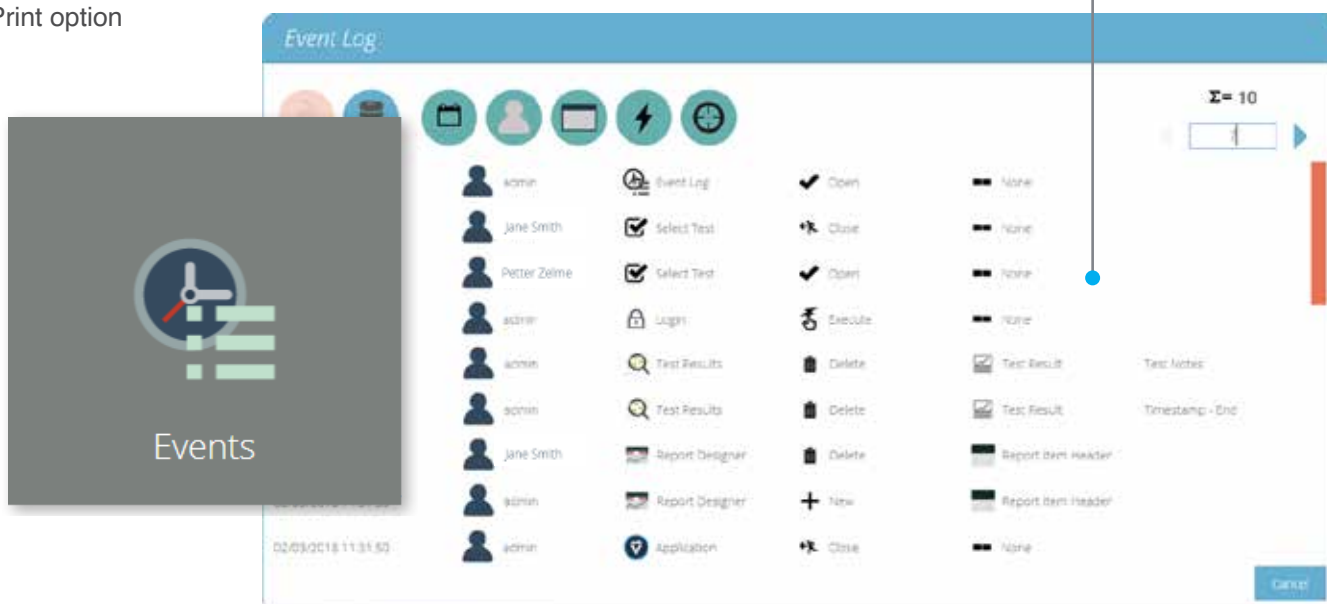 Print option
Event Log
Σ= 10
admin Event Log Open None
Jane Smith Select Test Close None
Petter Zelme Select Test Open None
admin Login Execute None
admin Test Results Delete Test Result Test Notes
admin Test Results Delete Test Result Timestamp - End
Jane Smith Report Designer Delete Report Item Header
admin Report Designer New Report Item Header
02/03/2018 11:31:50 admin Application Close None
Events
Cancel